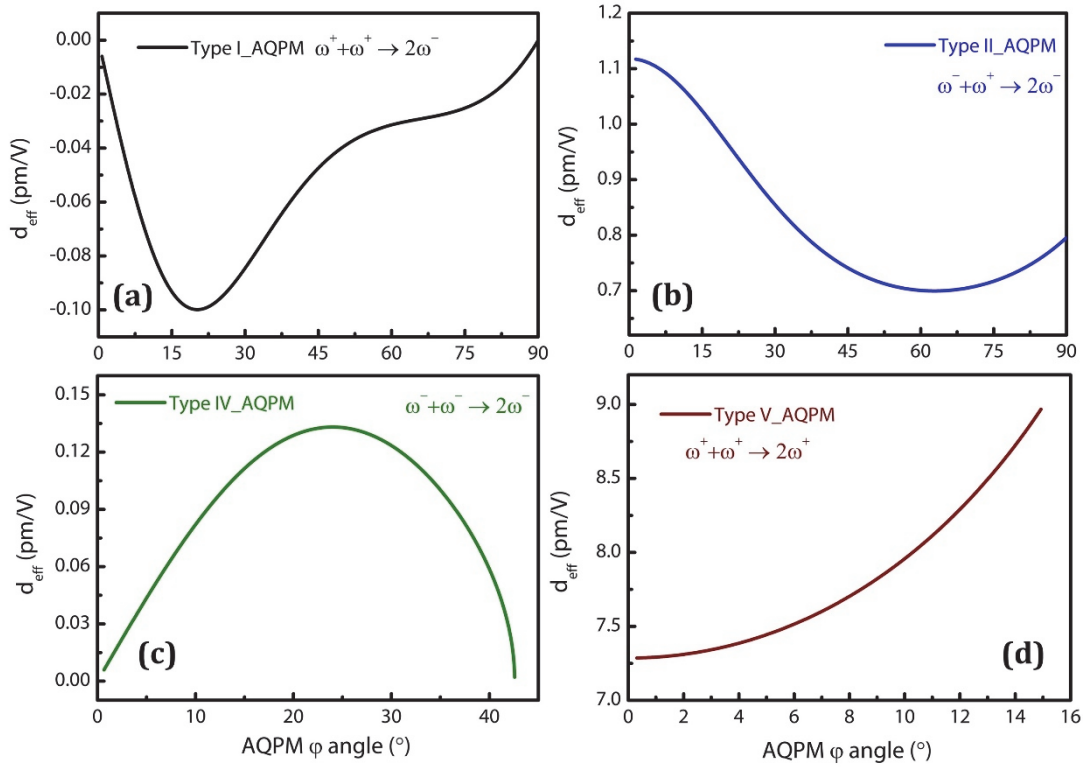 Type I_AQPM ω⁺+ω⁺ → 2ω⁻
0.00
-0.02
-0.04
-0.06
-0.08
-0.10
d_eff (pm/V)
(a)
0 15 30 45 60 75 90
Type II_AQPM
ω⁻+ω⁺ → 2ω⁻
1.2
1.1
1.0
0.9
0.8
0.7
d_eff (pm/V)
(b)
0 15 30 45 60 75 90
Type IV_AQPM ω⁻+ω⁻ → 2ω⁻
0.15
0.12
0.09
0.06
0.03
0.00
d_eff (pm/V)
(c)
0 10 20 30 40
AQPM φ angle (°)
Type V_AQPM
ω⁺+ω⁺ → 2ω⁺
9.0
8.5
8.0
7.5
7.0
d_eff (pm/V)
(d)
0 2 4 6 8 10 12 14 16
AQPM φ angle (°)